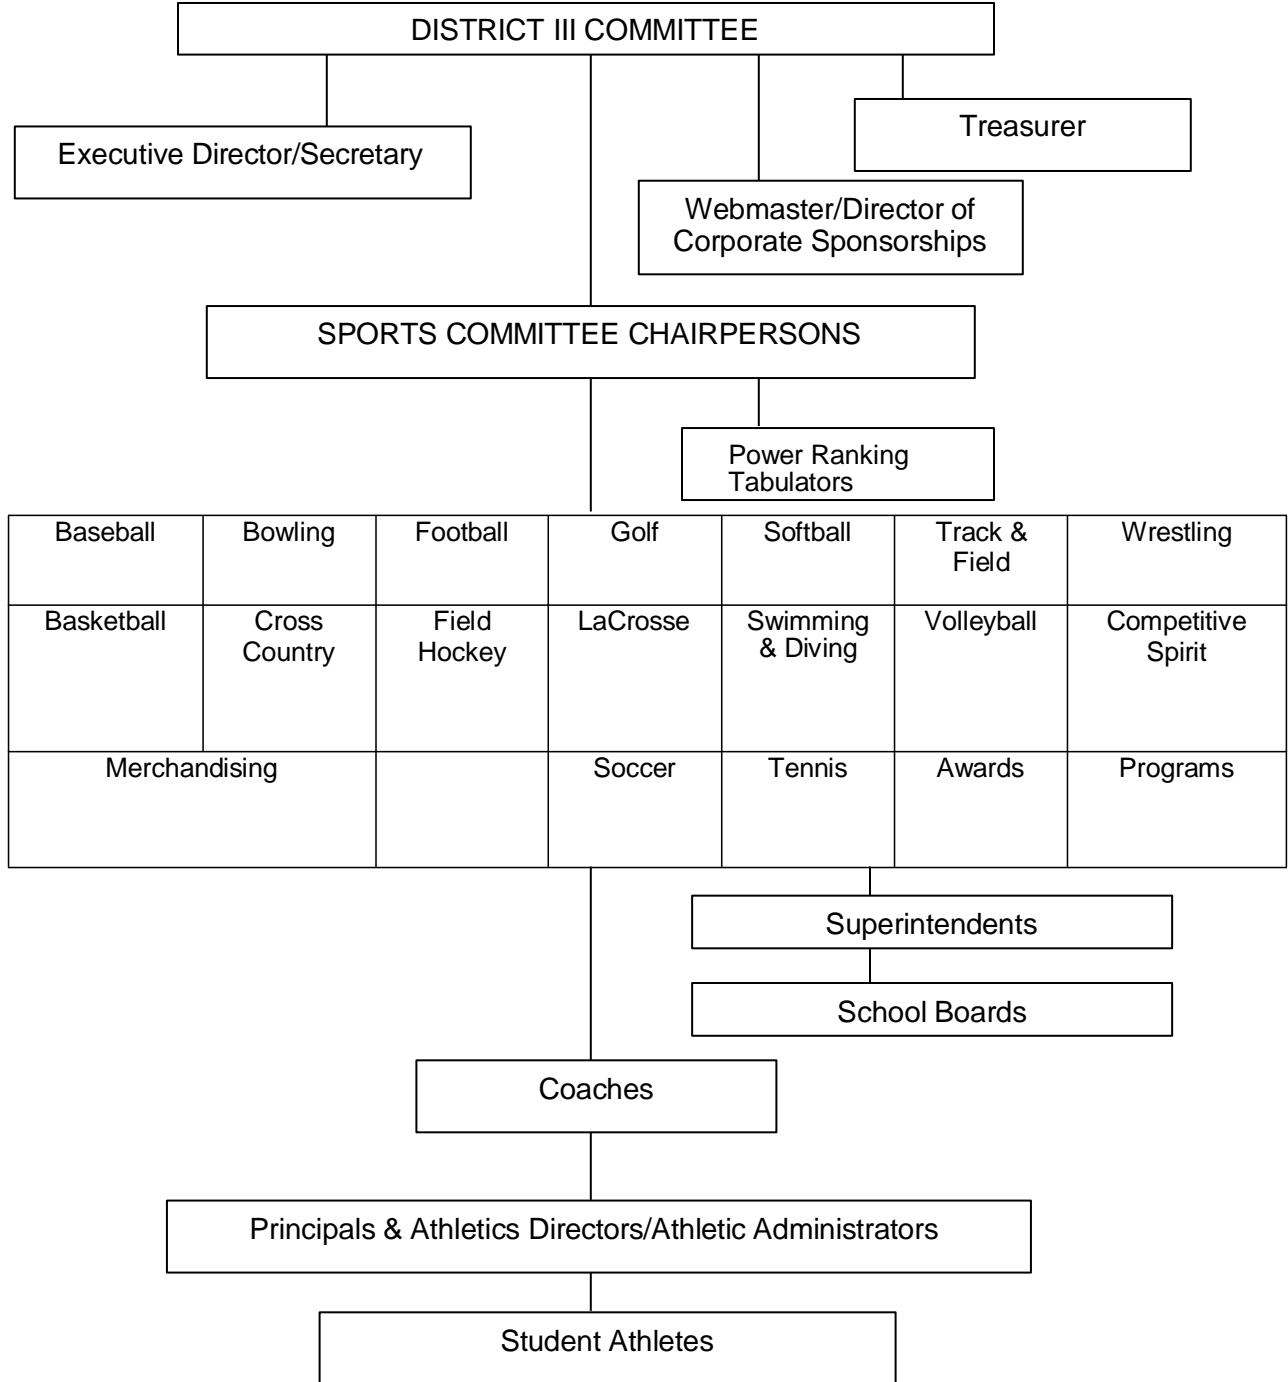 DISTRICT III COMMITTEE
Treasurer
Executive Director/Secretary
Webmaster/Director of
Corporate Sponsorships
SPORTS COMMITTEE CHAIRPERSONS
Power Ranking
Tabulators
Baseball
Bowling
Football
Golf
Softball
Track &
Field
Wrestling
Basketball
Cross
Country
Field
Hockey
LaCrosse
Swimming
& Diving
Volleyball
Competitive
Spirit
Merchandising
Soccer
Tennis
Awards
Programs
Superintendents
School Boards
Coaches
Principals & Athletics Directors/Athletic Administrators
Student Athletes